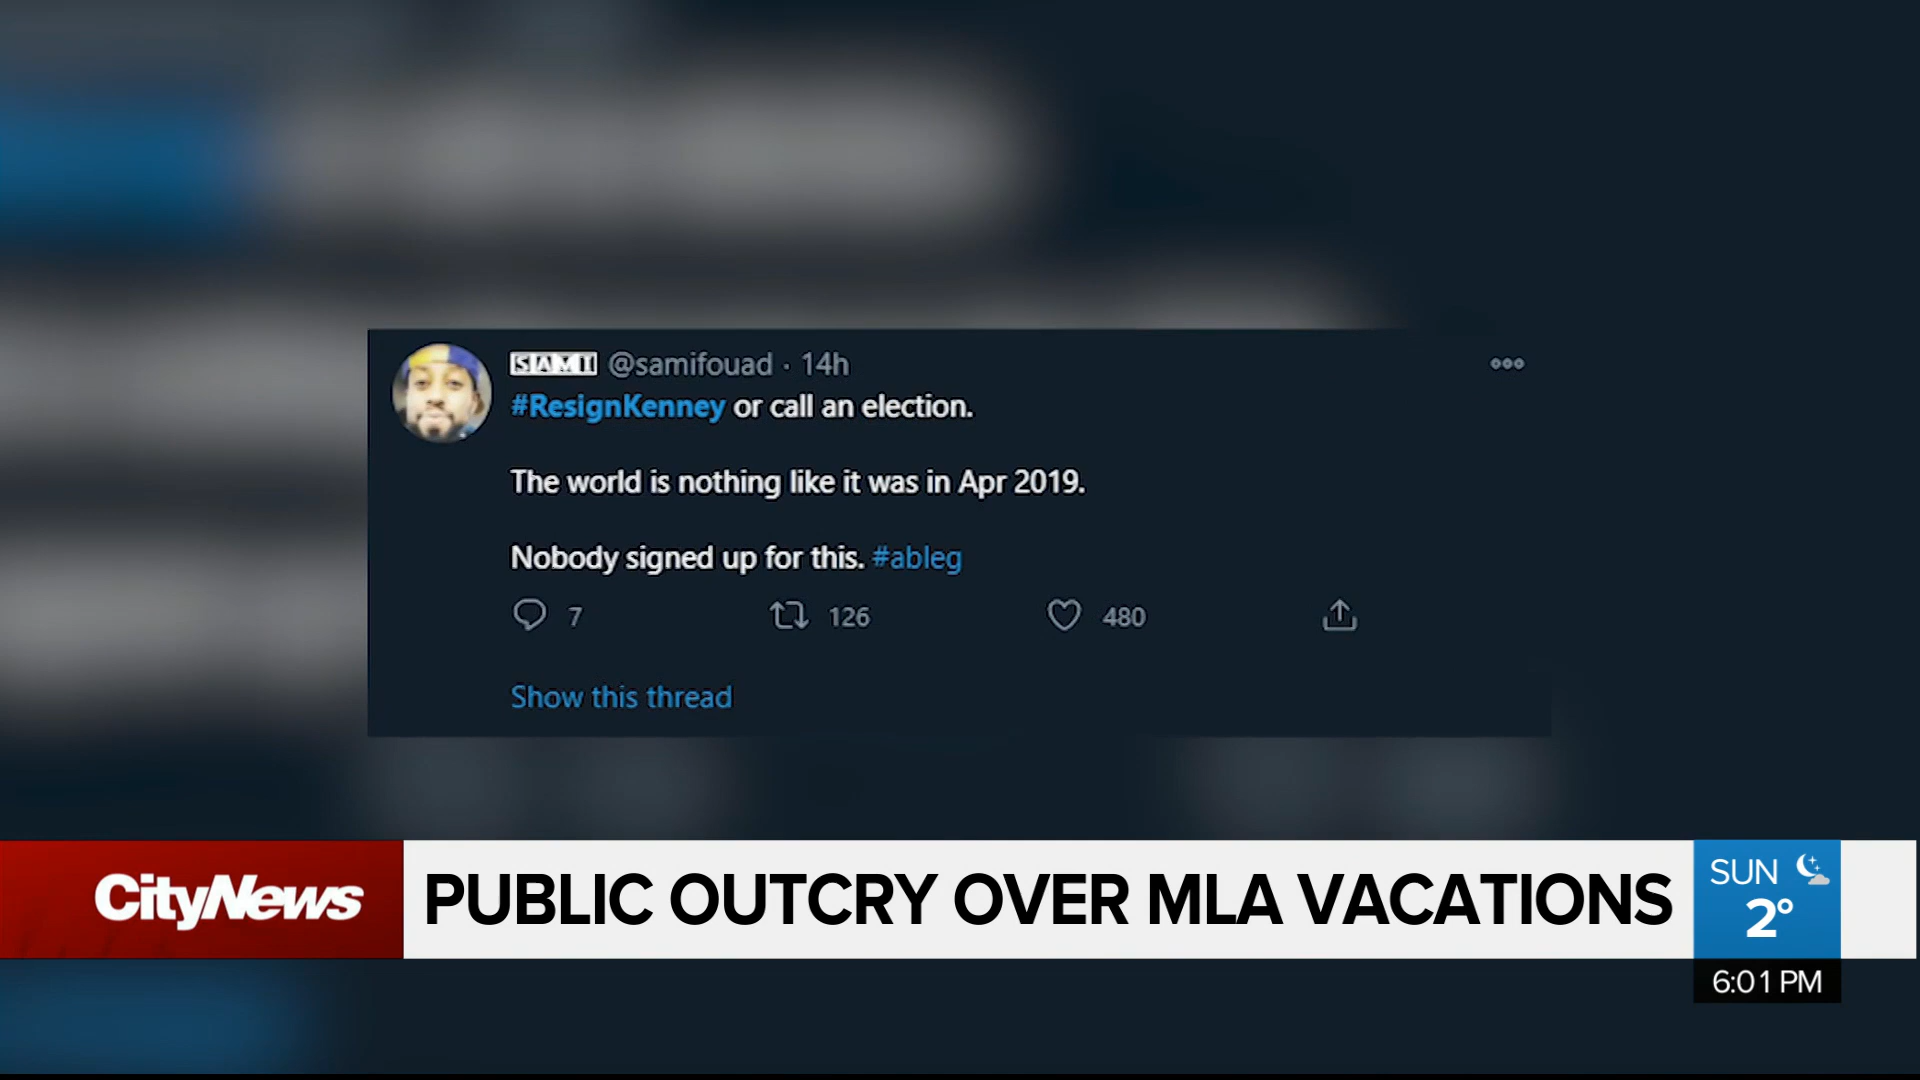 SAMI @samifouad · 14h
#ResignKenney or call an election.
The world is nothing like it was in Apr 2019.
Nobody signed up for this. #ableg
7 126 480
Show this thread
CityNews PUBLIC OUTCRY OVER MLA VACATIONS
SUN
2°
6:01 PM